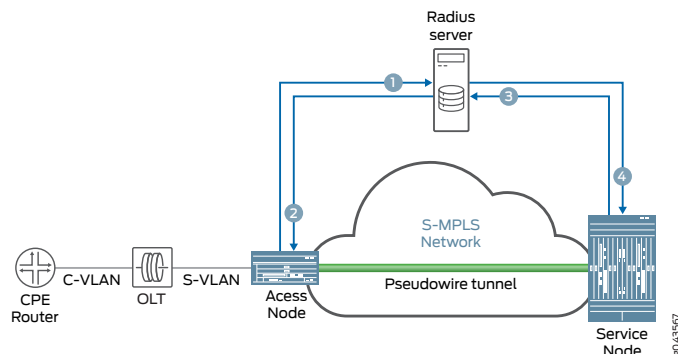 Radius
server
1
3
2
4
S-MPLS
Network
C-VLAN
S-VLAN
CPE
Router
OLT
Acess
Node
Pseudowire tunnel
Service
Node
g043567